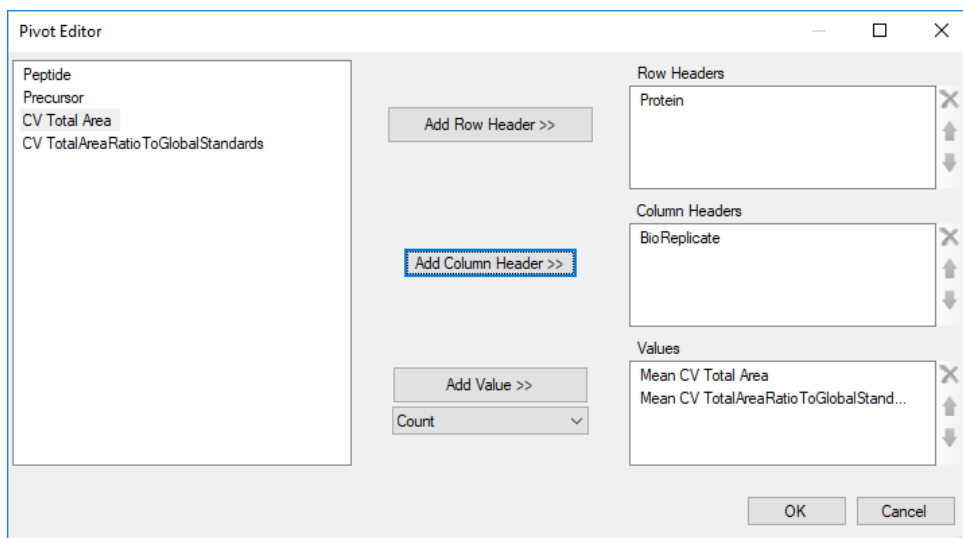 Pivot Editor
Peptide
Precursor
CV Total Area
CV TotalAreaRatioToGlobalStandards
Add Row Header >>
Add Column Header >>
Add Value >>
Count
Row Headers
Protein
Column Headers
BioReplicate
Values
Mean CV Total Area
Mean CV TotalAreaRatioToGlobalStand...
OK
Cancel